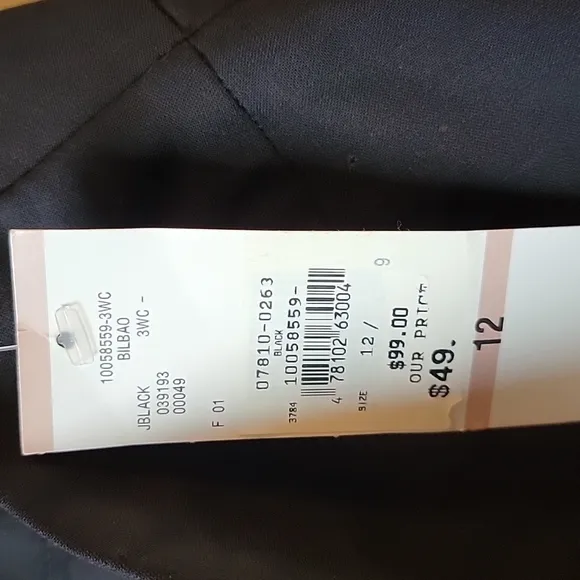 10058559-3WC
BILBAO
3WC -
JBLACK
039193
00049
F 01
07810-0263
BLACK
3784 10058559-
4 78102 63004 9
SIZE 12 /
$99.00
OUR PRICE
$49.
12